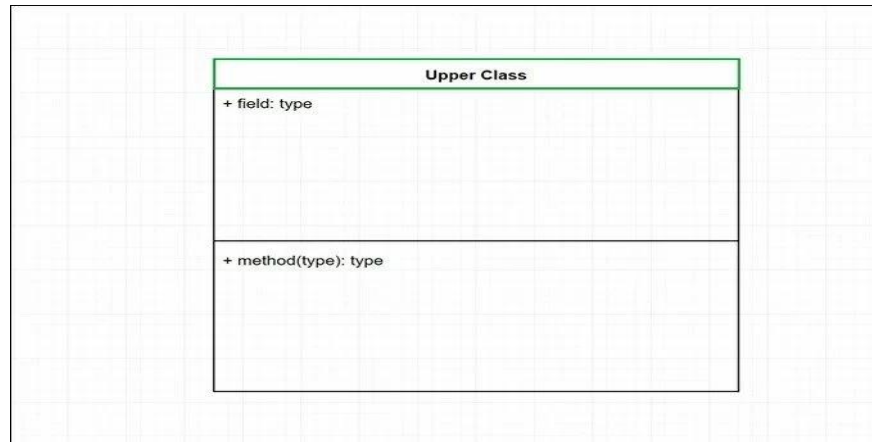 Upper Class
+ field: type
+ method(type): type